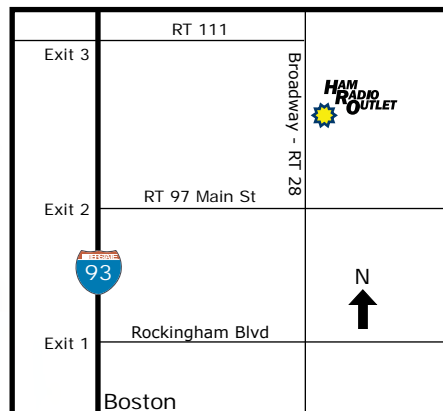 RT 111
Exit 3
Broadway - RT 28
HAM
RADIO
OUTLET
RT 97 Main St
Exit 2
INTERSTATE
93
N
Rockingham Blvd
Exit 1
Boston